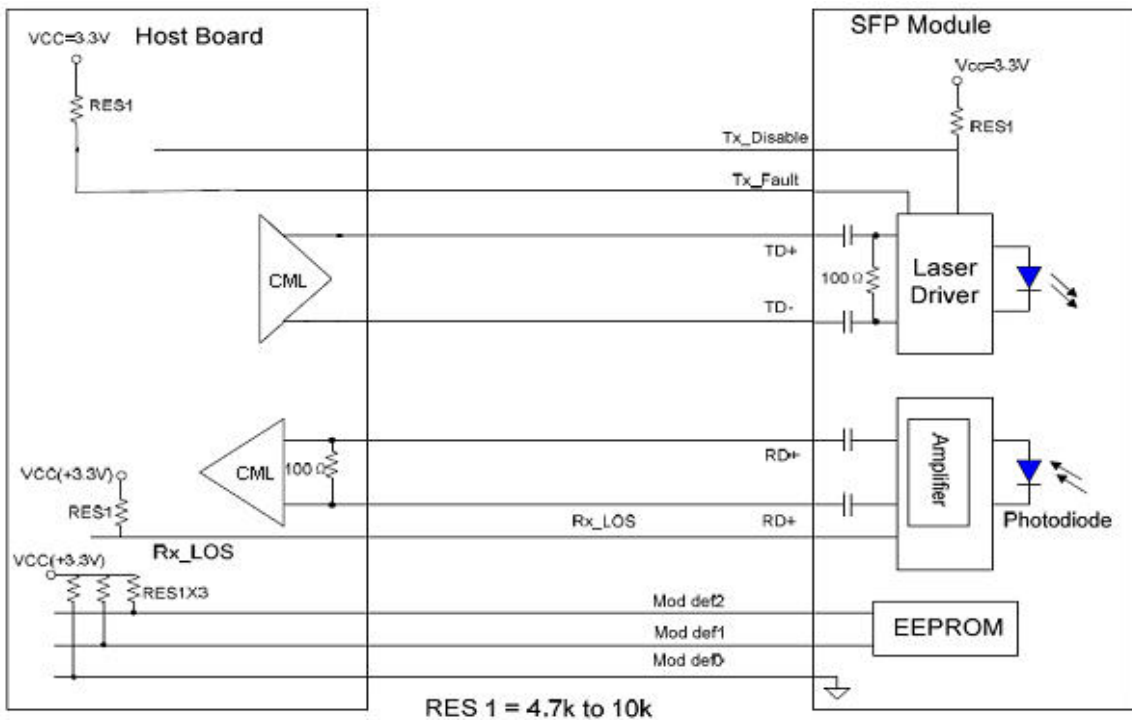 Host Board
VCC=3.3V
RES1
SFP Module
Vcc=3.3V
RES1
Tx_Disable
Tx_Fault
CML
TD+
TD-
100 Ω
Laser
Driver
CML
100 Ω
RD+
RD+
Amplifier
Photodiode
VCC(+3.3V)
RES1
Rx_LOS
Rx_LOS
VCC(+3.3V)
RES1X3
Mod def2
Mod def1
Mod def0
EEPROM
RES 1 = 4.7k to 10k